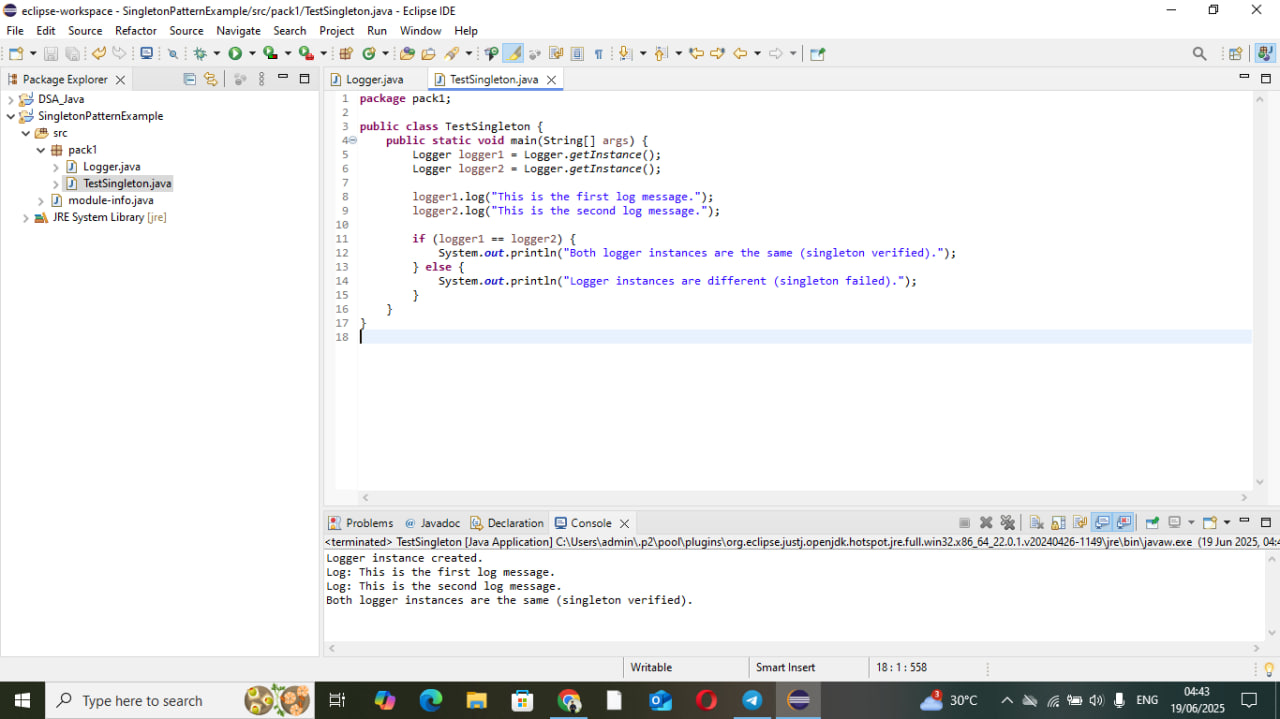 eclipse-workspace - SingletonPatternExample/src/pack1/TestSingleton.java - Eclipse IDE
File Edit Source Refactor Source Navigate Search Project Run Window Help
Package Explorer
DSA_Java
SingletonPatternExample
src
pack1
Logger.java
TestSingleton.java
module-info.java
JRE System Library [jre]
Logger.java TestSingleton.java
1 package pack1;
2
3 public class TestSingleton {
4 public static void main(String[] args) {
5 Logger logger1 = Logger.getInstance();
6 Logger logger2 = Logger.getInstance();
7
8 logger1.log("This is the first log message.");
9 logger2.log("This is the second log message.");
10
11 if (logger1 == logger2) {
12 System.out.println("Both logger instances are the same (singleton verified).");
13 } else {
14 System.out.println("Logger instances are different (singleton failed).");
15 }
16 }
17 }
18
Problems Javadoc Declaration Console
<terminated> TestSingleton [Java Application] C:\Users\admin\.p2\pool\plugins\org.eclipse.justj.openjdk.hotspot.jre.full.win32.x86_64_22.0.1.v20240426-1149\jre\bin\javaw.exe (19 Jun 2025, 04:4
Logger instance created.
Log: This is the first log message.
Log: This is the second log message.
Both logger instances are the same (singleton verified).
Writable Smart Insert 18 : 1 : 558
Type here to search
3 30°C ENG 04:43
19/06/2025